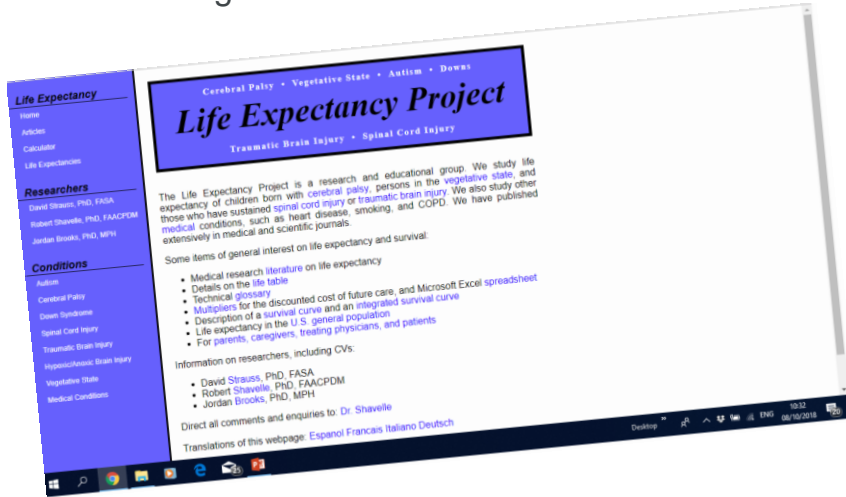 Life Expectancy
Home
Articles
Calculator
Life Expectancies
Researchers
David Strauss, PhD, FASA
Robert Shavelle, PhD, FAACPDM
Jordan Brooks, PhD, MPH
Conditions
Autism
Cerebral Palsy
Down Syndrome
Spinal Cord Injury
Traumatic Brain Injury
Hypoxic/Anoxic Brain Injury
Vegetative State
Medical Conditions
Cerebral Palsy • Vegetative State • Autism • Downs
Life Expectancy Project
Traumatic Brain Injury • Spinal Cord Injury
The Life Expectancy Project is a research and educational group. We study life
expectancy of children born with cerebral palsy, persons in the vegetative state, and
those who have sustained spinal cord injury or traumatic brain injury. We also study other
medical conditions, such as heart disease, smoking, and COPD. We have published
extensively in medical and scientific journals.
Some items of general interest on life expectancy and survival:
• Medical research literature on life expectancy
• Details on the life table
• Technical glossary
• Multipliers for the discounted cost of future care, and Microsoft Excel spreadsheet
• Description of a survival curve and an integrated survival curve
• Life expectancy in the U.S. general population
• For parents, caregivers, treating physicians, and patients
Information on researchers, including CVs:
• David Strauss, PhD, FASA
• Robert Shavelle, PhD, FAACPDM
• Jordan Brooks, PhD, MPH
Direct all comments and enquiries to: Dr. Shavelle
Translations of this webpage: Espanol Francais Italiano Deutsch
Desktop
ENG
10:32
08/10/2018